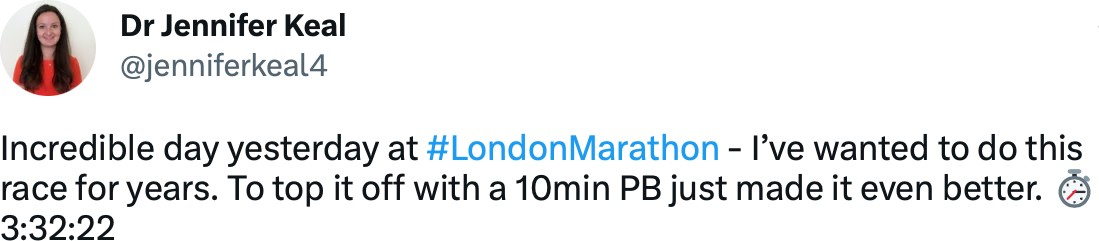 Dr Jennifer Keal
@jenniferkeal4
Incredible day yesterday at #LondonMarathon - I’ve wanted to do this
race for years. To top it off with a 10min PB just made it even better. ⏱️
3:32:22